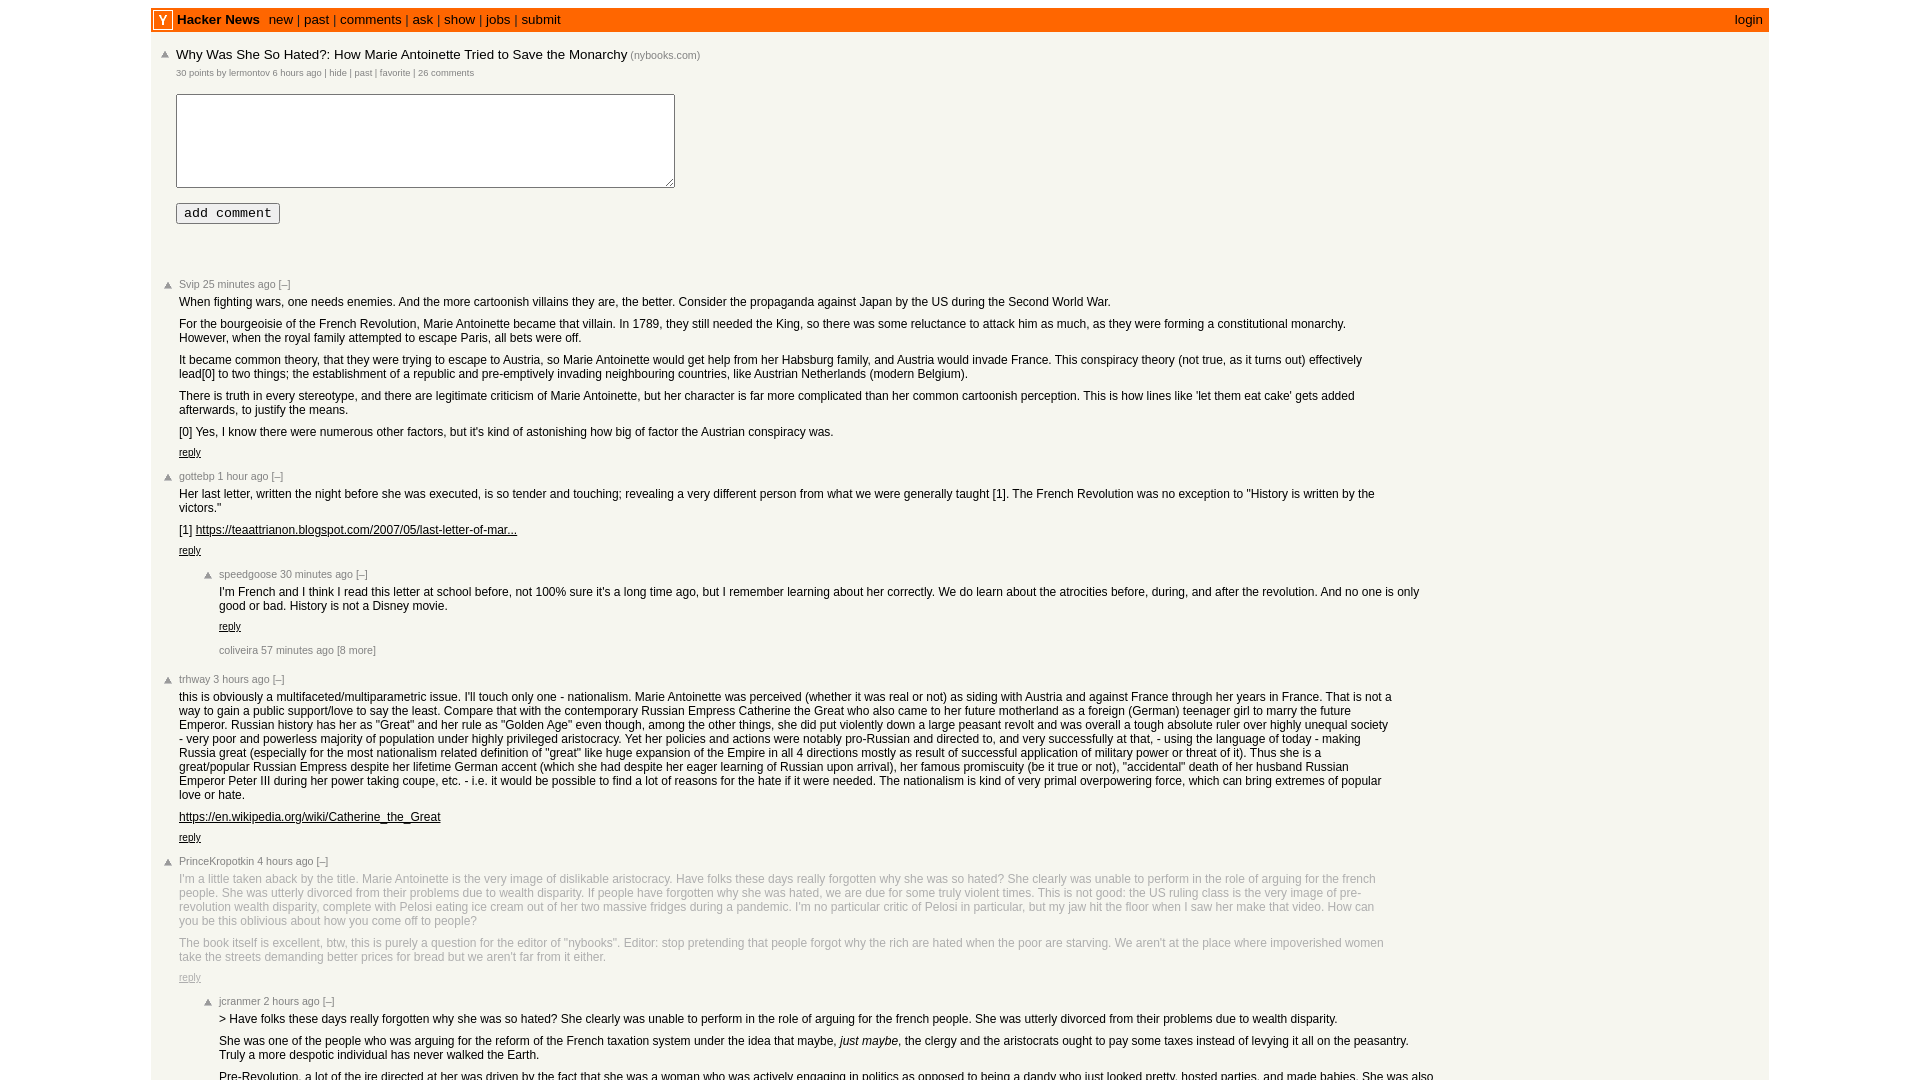 Y Hacker News new | past | comments | ask | show | jobs | submit login
Why Was She So Hated?: How Marie Antoinette Tried to Save the Monarchy (nybooks.com)
30 points by lermontov 6 hours ago | hide | past | favorite | 26 comments
add comment
Svip 25 minutes ago [–]
When fighting wars, one needs enemies. And the more cartoonish villains they are, the better. Consider the propaganda against Japan by the US during the Second World War.
For the bourgeoisie of the French Revolution, Marie Antoinette became that villain. In 1789, they still needed the King, so there was some reluctance to attack him as much, as they were forming a constitutional monarchy.
However, when the royal family attempted to escape Paris, all bets were off.
It became common theory, that they were trying to escape to Austria, so Marie Antoinette would get help from her Habsburg family, and Austria would invade France. This conspiracy theory (not true, as it turns out) effectively
lead[0] to two things; the establishment of a republic and pre-emptively invading neighbouring countries, like Austrian Netherlands (modern Belgium).
There is truth in every stereotype, and there are legitimate criticism of Marie Antoinette, but her character is far more complicated than her common cartoonish perception. This is how lines like 'let them eat cake' gets added
afterwards, to justify the means.
[0] Yes, I know there were numerous other factors, but it's kind of astonishing how big of factor the Austrian conspiracy was.
reply
gottebp 1 hour ago [–]
Her last letter, written the night before she was executed, is so tender and touching; revealing a very different person from what we were generally taught [1]. The French Revolution was no exception to "History is written by the
victors."
[1] https://teaattrianon.blogspot.com/2007/05/last-letter-of-mar...
reply
speedgoose 30 minutes ago [–]
I'm French and I think I read this letter at school before, not 100% sure it's a long time ago, but I remember learning about her correctly. We do learn about the atrocities before, during, and after the revolution. And no one is only
good or bad. History is not a Disney movie.
reply
coliveira 57 minutes ago [8 more]
trhway 3 hours ago [–]
this is obviously a multifaceted/multiparametric issue. I'll touch only one - nationalism. Marie Antoinette was perceived (whether it was real or not) as siding with Austria and against France through her years in France. That is not a
way to gain a public support/love to say the least. Compare that with the contemporary Russian Empress Catherine the Great who also came to her future motherland as a foreign (German) teenager girl to marry the future
Emperor. Russian history has her as "Great" and her rule as "Golden Age" even though, among the other things, she did put violently down a large peasant revolt and was overall a tough absolute ruler over highly unequal society
- very poor and powerless majority of population under highly privileged aristocracy. Yet her policies and actions were notably pro-Russian and directed to, and very successfully at that, - using the language of today - making
Russia great (especially for the most nationalism related definition of "great" like huge expansion of the Empire in all 4 directions mostly as result of successful application of military power or threat of it). Thus she is a
great/popular Russian Empress despite her lifetime German accent (which she had despite her eager learning of Russian upon arrival), her famous promiscuity (be it true or not), "accidental" death of her husband Russian
Emperor Peter III during her power taking coupe, etc. - i.e. it would be possible to find a lot of reasons for the hate if it were needed. The nationalism is kind of very primal overpowering force, which can bring extremes of popular
love or hate.
https://en.wikipedia.org/wiki/Catherine_the_Great
reply
PrinceKropotkin 4 hours ago [–]
I'm a little taken aback by the title. Marie Antoinette is the very image of dislikable aristocracy. Have folks these days really forgotten why she was so hated? She clearly was unable to perform in the role of arguing for the french
people. She was utterly divorced from their problems due to wealth disparity. If people have forgotten why she was hated, we are due for some truly violent times. This is not good: the US ruling class is the very image of pre-
revolution wealth disparity, complete with Pelosi eating ice cream out of her two massive fridges during a pandemic. I'm no particular critic of Pelosi in particular, but my jaw hit the floor when I saw her make that video. How can
you be this oblivious about how you come off to people?
The book itself is excellent, btw, this is purely a question for the editor of "nybooks". Editor: stop pretending that people forgot why the rich are hated when the poor are starving. We aren't at the place where impoverished women
take the streets demanding better prices for bread but we aren't far from it either.
reply
jcranmer 2 hours ago [–]
> Have folks these days really forgotten why she was so hated? She clearly was unable to perform in the role of arguing for the french people. She was utterly divorced from their problems due to wealth disparity.
She was one of the people who was arguing for the reform of the French taxation system under the idea that maybe, just maybe, the clergy and the aristocrats ought to pay some taxes instead of levying it all on the peasantry.
Truly a more despotic individual has never walked the Earth.
Pre-Revolution, a lot of the ire directed at her was driven by the fact that she was a woman who was actively engaging in politics as opposed to being a dandy who just looked pretty, hosted parties, and made babies. She was also